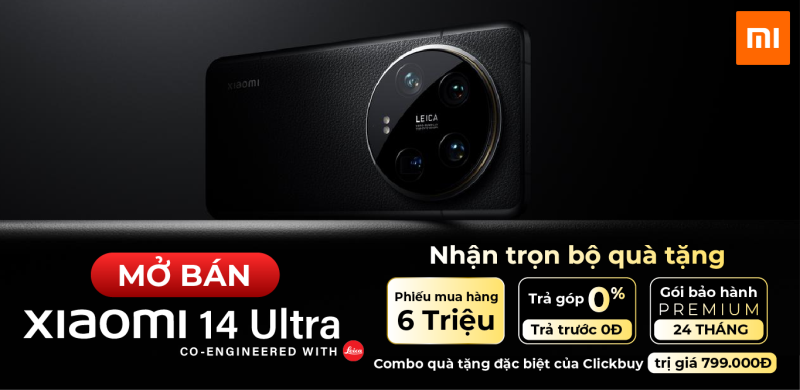 MI
XIAOMI
LEICA
MỞ BÁN
XIAOMI 14 Ultra
CO-ENGINEERED WITH Leica
Nhận trọn bộ quà tặng
Phiếu mua hàng
6 Triệu
Trả góp 0%
Trả trước 0Đ
Gói bảo hành
PREMIUM
24 THÁNG
Combo quà tặng đặc biệt của Clickbuy trị giá 799.000Đ